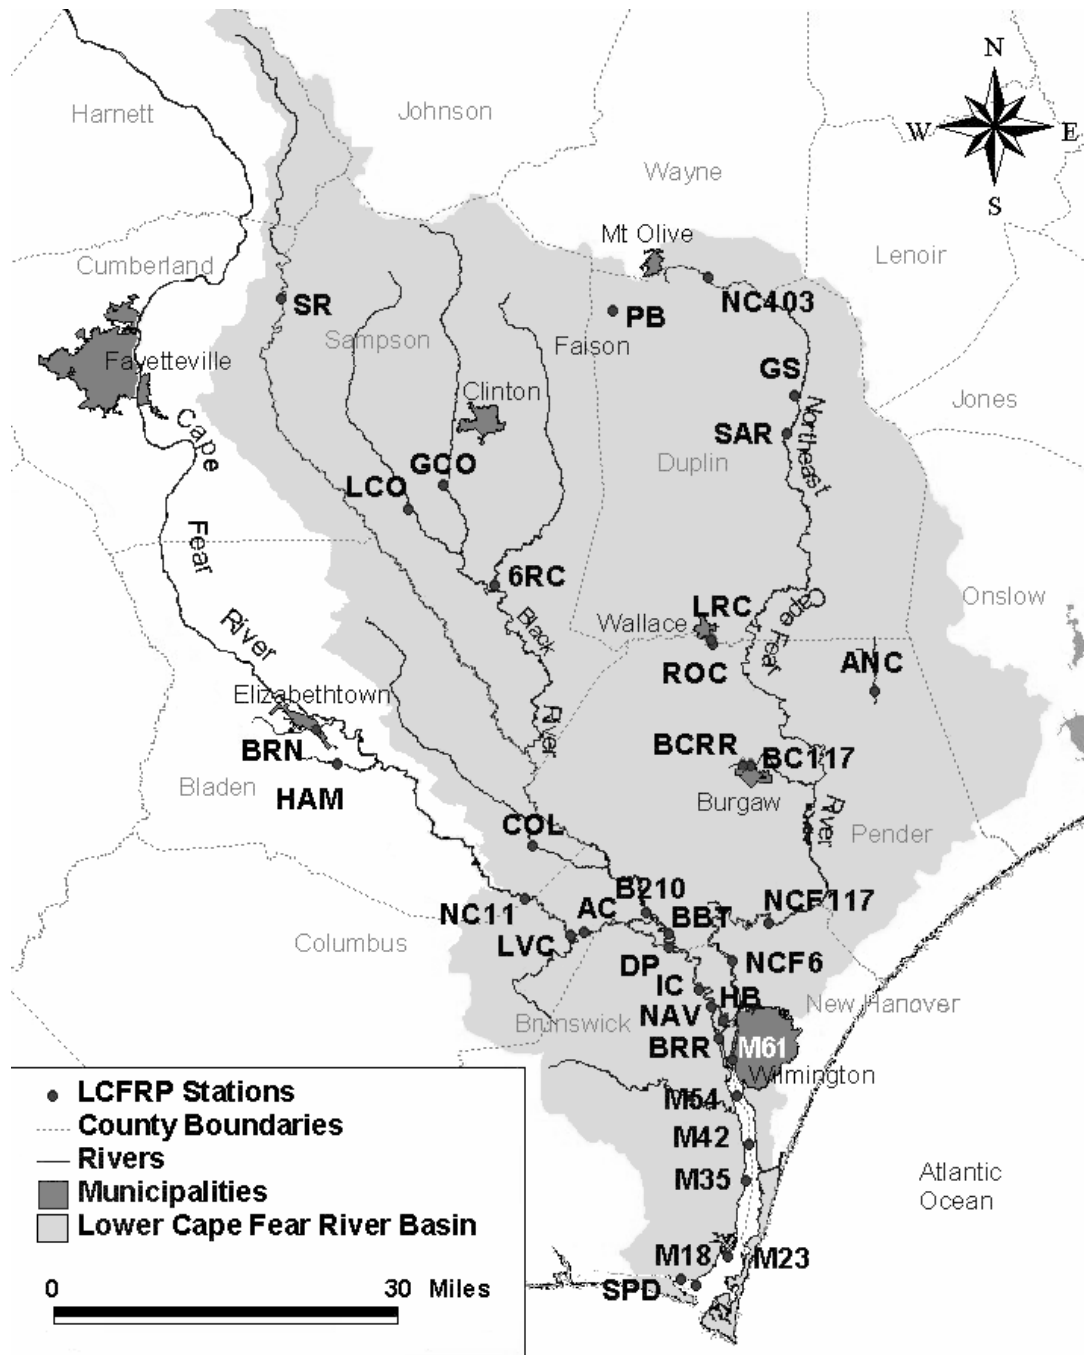 N
W
E
S
Harnett
Johnson
Wayne
Mt Olive
Lenoir
Cumberland
SR
NC403
PB
Sampson
Faison
Fayetteville
GS
Clinton
Jones
Cape
Northeast
SAR
Duplin
GCO
LCO
Fear
6RC
Onslow
LRC
Cape Fear
Wallace
River
Black
ROC
ANC
Elizabethtown
River
BRN
BCRR
BC117
Bladen
HAM
Burgaw
River
COL
Pender
B210
NCF117
NC11
AC
BBT
Columbus
LVC
DP
NCF6
IC
HB
New Hanover
NAV
Brunswick
BRR
M61
Wilmington
LCFRP Stations
M54
County Boundaries
M42
Rivers
M35
Atlantic
Ocean
Municipalities
Lower Cape Fear River Basin
M18
M23
SPD
0
30 Miles